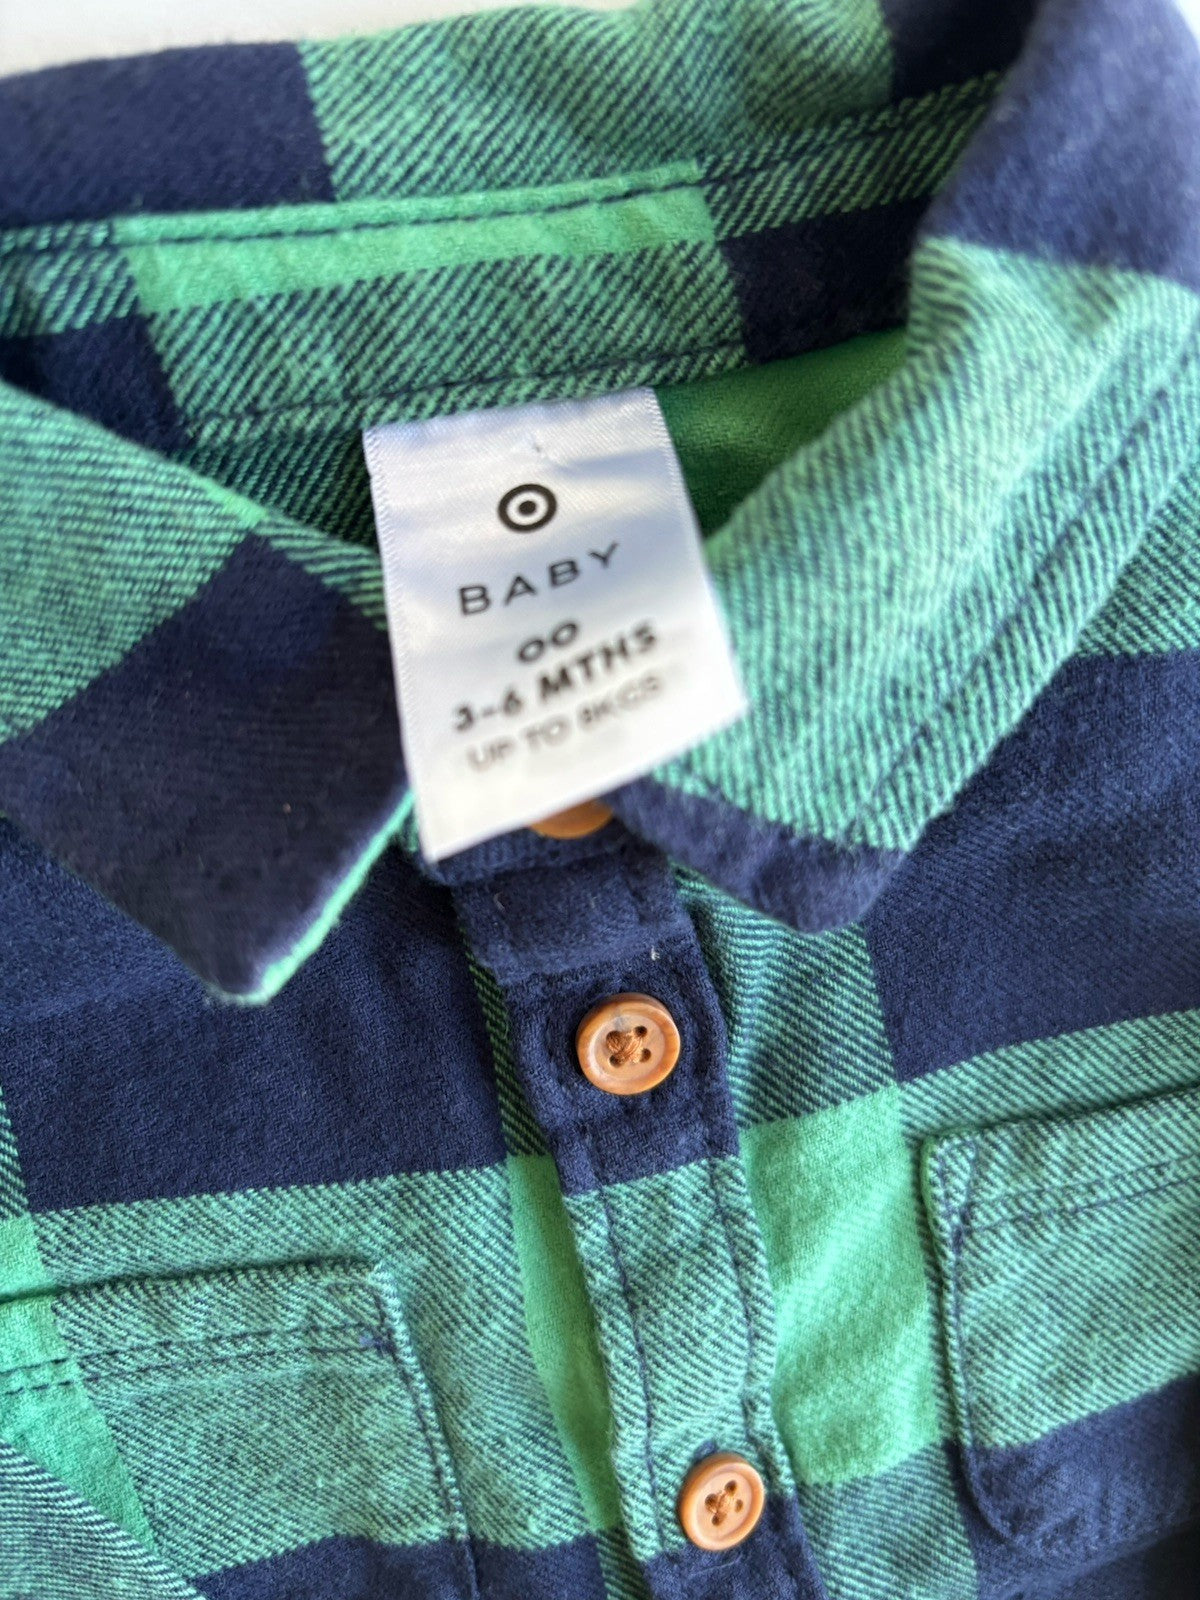 BABY
00
3-6 MTHS
UP TO 8KGS